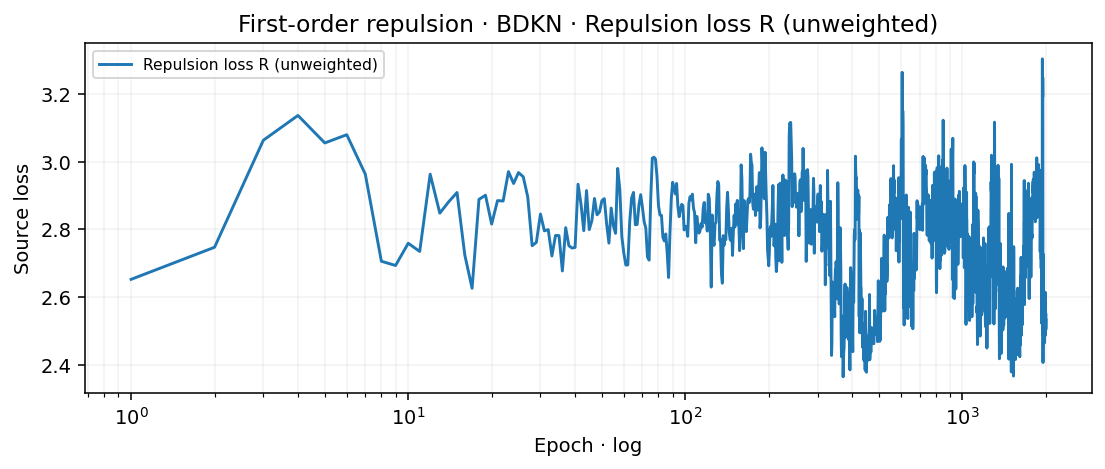 First-order repulsion · BDKN · Repulsion loss R (unweighted)
Repulsion loss R (unweighted)
Source loss
3.2
3.0
2.8
2.6
2.4
10⁰ 10¹ 10² 10³
Epoch · log